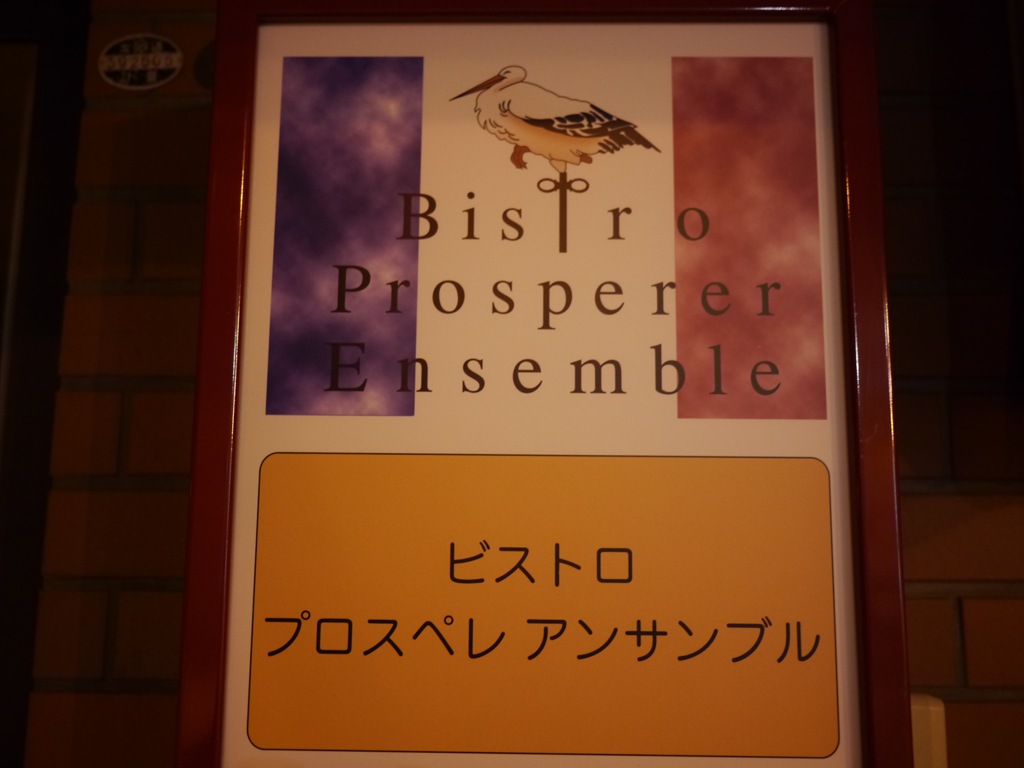 Bistro
Prosperer
Ensemble
ビストロ
プロスペレ アンサンブル